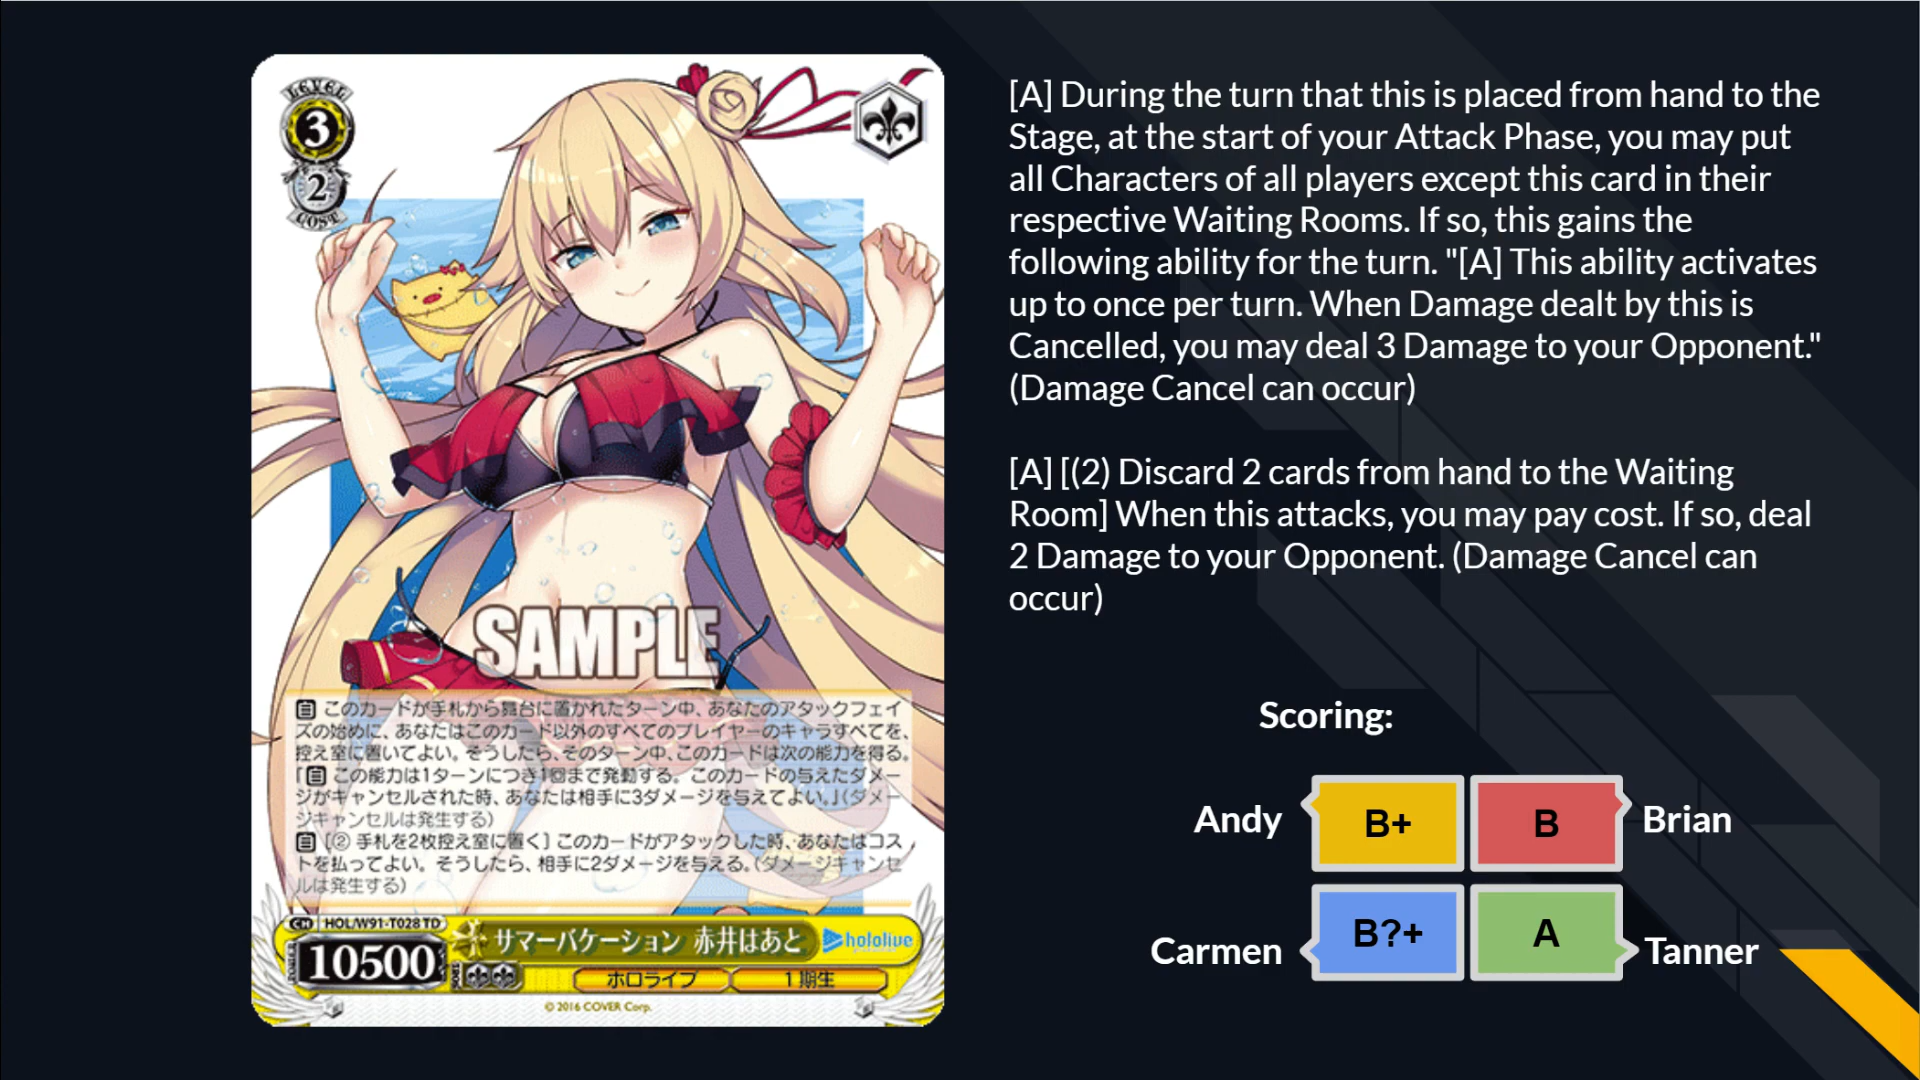 LEVEL
3
2
COST
SAMPLE
このカードが手札から舞台に置かれたターン中、あなたのアタックフェイ
ズの始めに、あなたはこのカード以外のすべてのプレイヤーのキャラすべてを、
控え室に置いてよい。そうしたら、そのターン中、このカードは次の能力を得る。
「 この能力は1ターンにつき1回まで発動する。このカードの与えたダメー
ジがキャンセルされた時、あなたは相手に3ダメージを与えてよい。」(ダメー
ジキャンセルは発生する)
[② 手札を2枚控え室に置く] このカードがアタックした時、あなたはコス
トを払ってよい。そうしたら、相手に2ダメージを与える。(ダメージキャンセ
ルは発生する)
CH HOL/W91-T028 TD
サマーバケーション 赤井はあと
hololive
POWER
10500
SOUL
ホロライブ
1期生
© 2016 COVER Corp.
[A] During the turn that this is placed from hand to the
Stage, at the start of your Attack Phase, you may put
all Characters of all players except this card in their
respective Waiting Rooms. If so, this gains the
following ability for the turn. "[A] This ability activates
up to once per turn. When Damage dealt by this is
Cancelled, you may deal 3 Damage to your Opponent."
(Damage Cancel can occur)
[A] [(2) Discard 2 cards from hand to the Waiting
Room] When this attacks, you may pay cost. If so, deal
2 Damage to your Opponent. (Damage Cancel can
occur)
Scoring:
Andy
B+
B
Brian
Carmen
B?+
A
Tanner